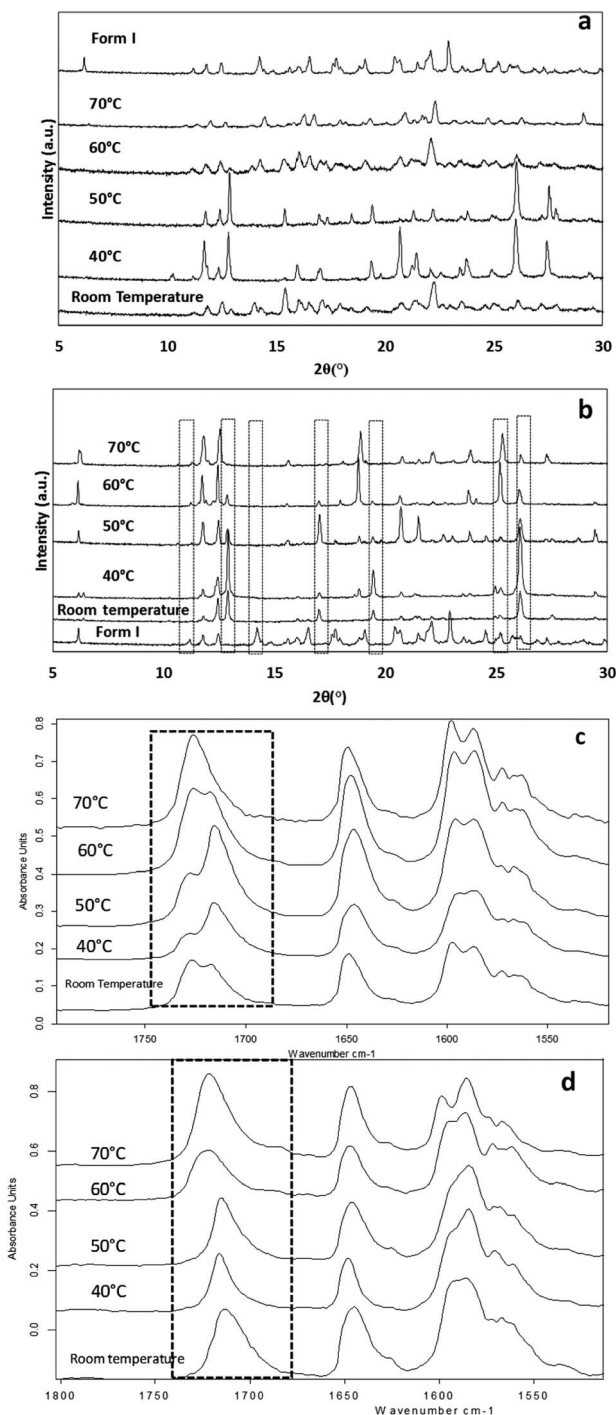 a
Form I
70°C
60°C
50°C
40°C
Room Temperature
Intensity (a.u.)
5 10 15 20 25 30
2θ(°)
b
70°C
60°C
50°C
40°C
Room temperature
Form I
Intensity (a.u.)
5 10 15 20 25 30
2θ(°)
c
0.8
0.7
0.6
0.5
0.4
0.3
0.2
0.1
0.0
Absorbance Units
70°C
60°C
50°C
40°C
Room Temperature
1750 1700 1650 1600 1550
Wavenumber cm-1
d
0.8
0.6
0.4
0.2
0.0
Absorbance Units
70°C
60°C
50°C
40°C
Room temperature
1800 1750 1700 1650 1600 1550
Wavenumber cm-1